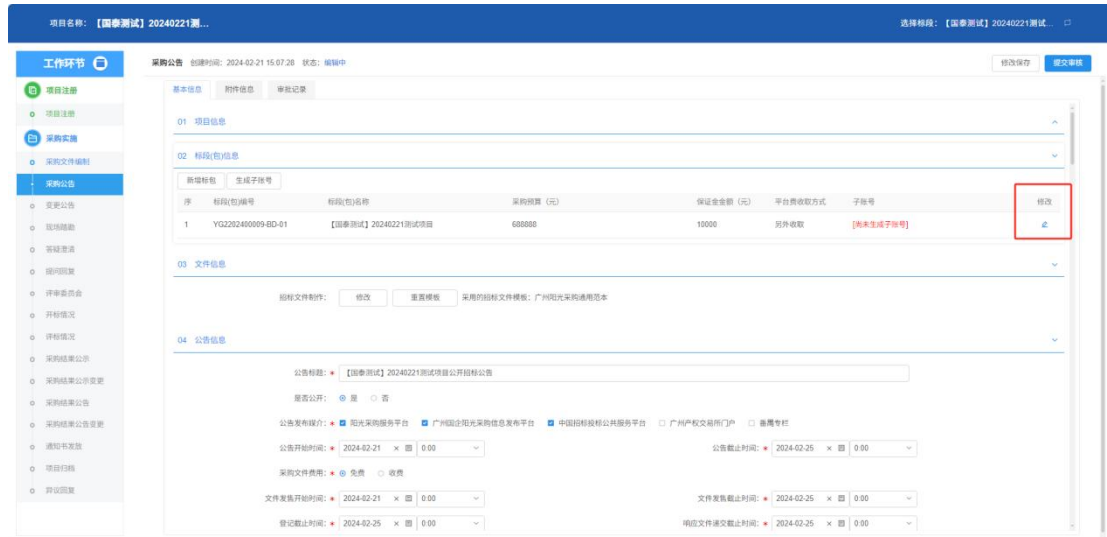 项目名称：【国泰测试】20240221测...
选择标段：【国泰测试】20240221测试...
工作环节
项目注册
项目注册
采购实施
采购文件编制
采购公告
变更公告
现场踏勘
答疑澄清
提问回复
评审委员会
开标情况
评标情况
采购结果公示
采购结果公示变更
采购结果公告
采购结果公告变更
通知书发放
项目归档
异议回复
采购公告 创建时间：2024-02-21 15:07:28 状态：编辑中
修改保存 提交审核
基本信息 附件信息 审批记录
01 项目信息
02 标段(包)信息
新增标包 生成子账号
序 标段(包)编号 标段(包)名称 采购预算（元） 保证金金额（元） 平台费收取方式 子账号 修改
1 YG2202400009-BD-01 【国泰测试】20240221测试项目 688888 10000 另外收取 [尚未生成子账号]
03 文件信息
招标文件制作： 修改 重置模板 采用的招标文件模板：广州阳光采购通用范本
04 公告信息
公告标题：* 【国泰测试】20240221测试项目公开招标公告
是否公开： 是 否
公告发布媒介：* 阳光采购服务平台 广州国企阳光采购信息发布平台 中国招标投标公共服务平台 广州产权交易所门户 番禺专栏
公告开始时间：* 2024-02-21 0:00 公告截止时间：* 2024-02-25 0:00
采购文件费用：* 免费 收费
文件发售开始时间：* 2024-02-21 0:00 文件发售截止时间：* 2024-02-25 0:00
登记截止时间：* 2024-02-25 0:00 响应文件递交截止时间：* 2024-02-25 0:00